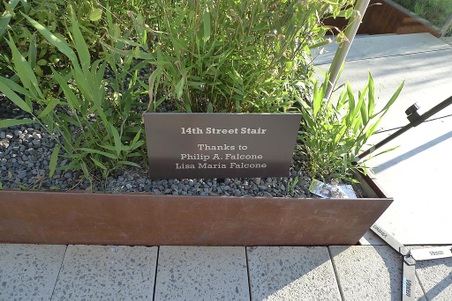 14th Street Stair
Thanks to
Philip A. Falcone
Lisa Maria Falcone